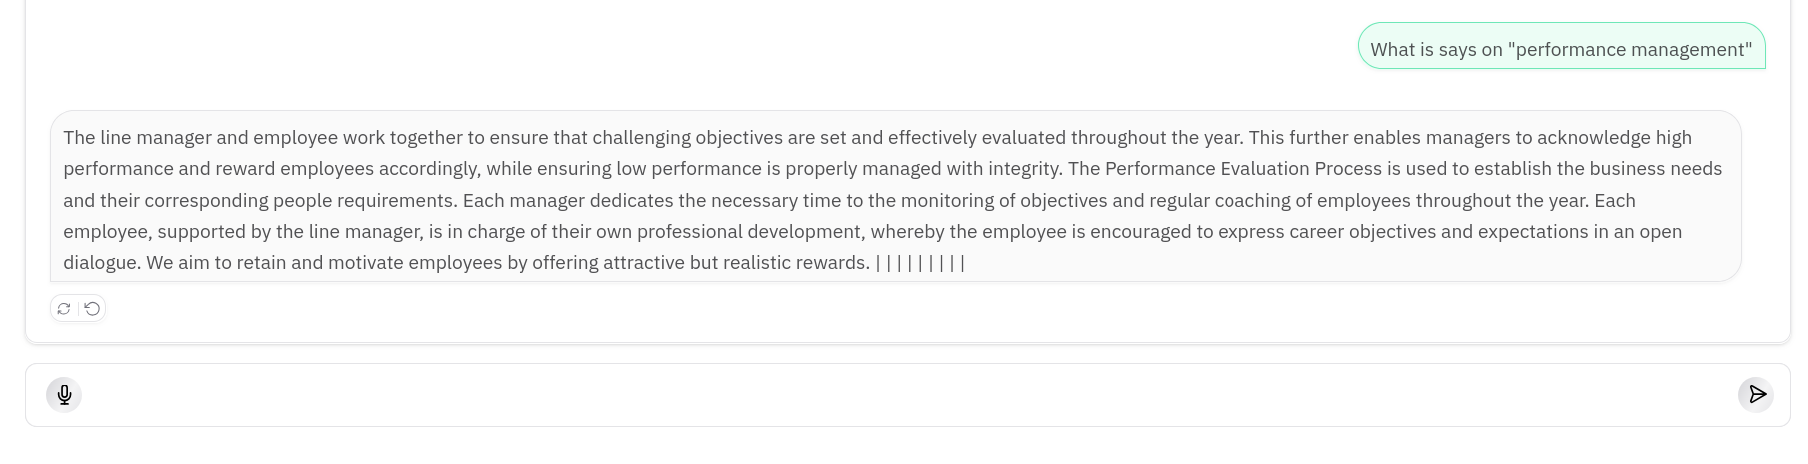 What is says on "performance management"
The line manager and employee work together to ensure that challenging objectives are set and effectively evaluated throughout the year. This further enables managers to acknowledge high
performance and reward employees accordingly, while ensuring low performance is properly managed with integrity. The Performance Evaluation Process is used to establish the business needs
and their corresponding people requirements. Each manager dedicates the necessary time to the monitoring of objectives and regular coaching of employees throughout the year. Each
employee, supported by the line manager, is in charge of their own professional development, whereby the employee is encouraged to express career objectives and expectations in an open
dialogue. We aim to retain and motivate employees by offering attractive but realistic rewards. | | | | | | | | |